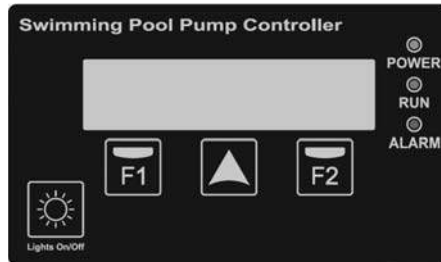 Swimming Pool Pump Controller
POWER
RUN
ALARM
F1
F2
Lights On/Off